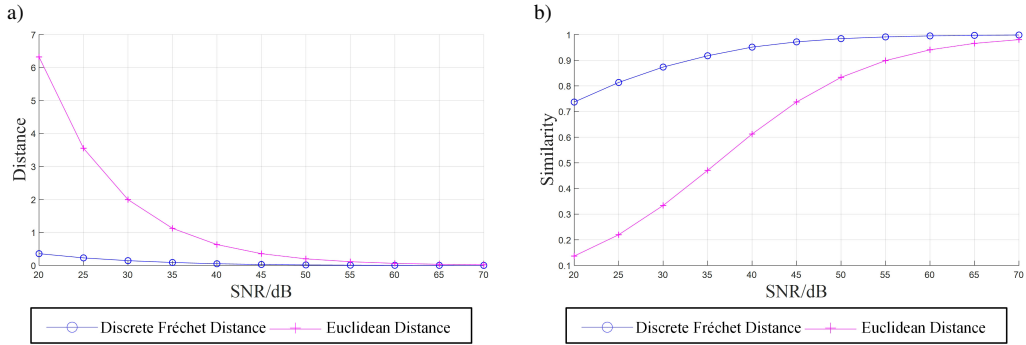 a)
7
6
5
4
3
2
1
0
Distance
20 25 30 35 40 45 50 55 60 65 70
SNR/dB
Discrete Fréchet Distance Euclidean Distance
b)
1
0.9
0.8
0.7
0.6
0.5
0.4
0.3
0.2
0.1
Similarity
20 25 30 35 40 45 50 55 60 65 70
SNR/dB
Discrete Fréchet Distance Euclidean Distance